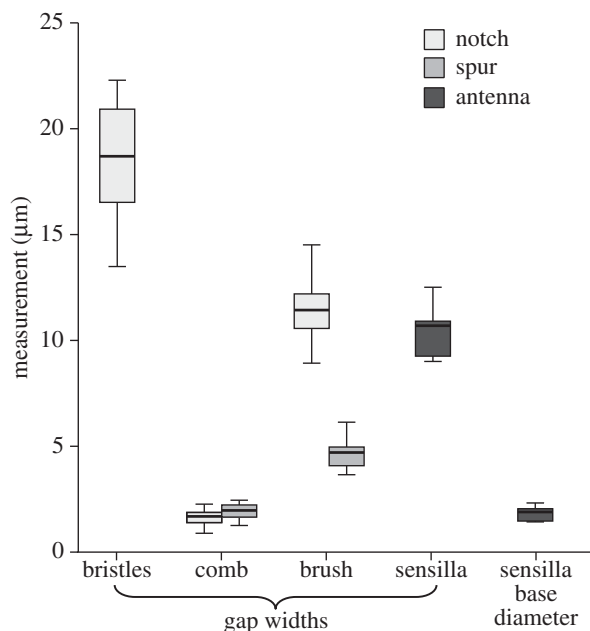 25
20
15
10
5
0
measurement (μm)
notch
spur
antenna
bristles
comb
brush
sensilla
sensilla
base
diameter
gap widths